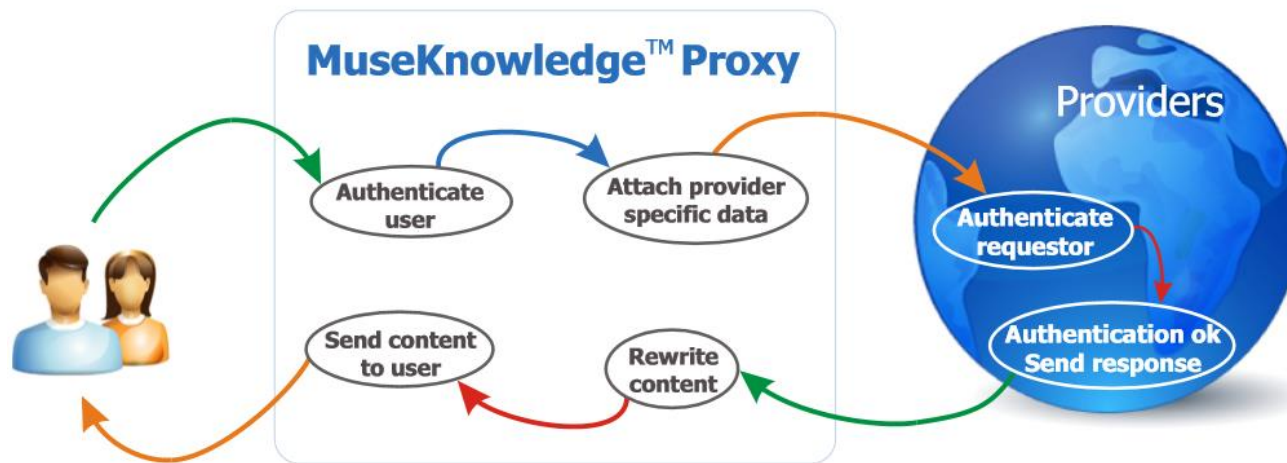 MuseKnowledge™ Proxy
Providers
Authenticate
user
Attach provider
specific data
Authenticate
requestor
Authentication ok
Send response
Rewrite
content
Send content
to user